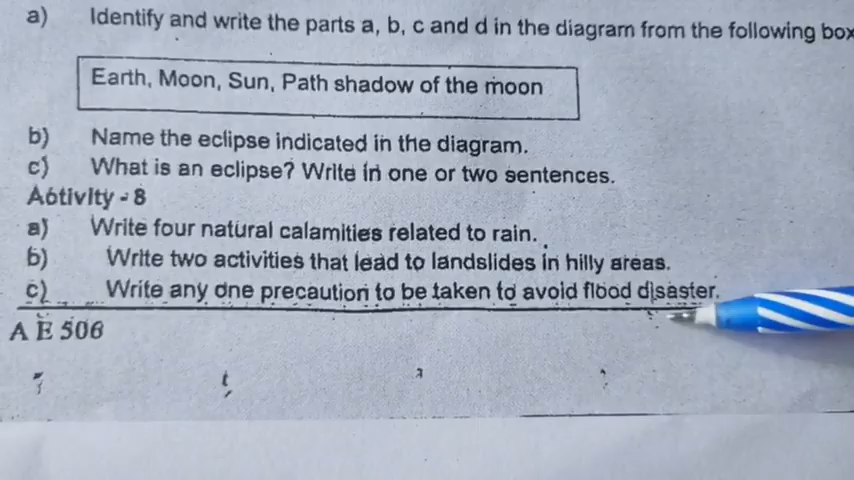 a) Identify and write the parts a, b, c and d in the diagram from the following box
Earth, Moon, Sun, Path shadow of the moon
b) Name the eclipse indicated in the diagram.
c) What is an eclipse? Write in one or two sentences.
Activity - 8
a) Write four natural calamities related to rain.
b) Write two activities that lead to landslides in hilly areas.
c) Write any one precaution to be taken to avoid flood disaster.
A E 506